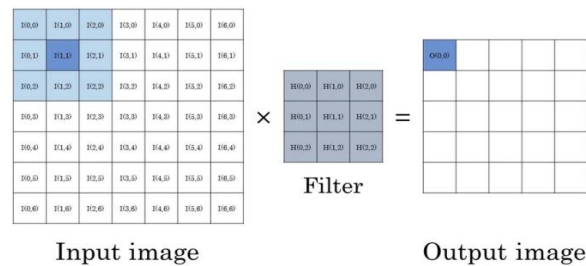 I(0,0) I(1,0) I(2,0) I(3,0) I(4,0) I(5,0) I(6,0)
I(0,1) I(1,1) I(2,1) I(3,1) I(4,1) I(5,1) I(6,1)
I(0,2) I(1,2) I(2,2) I(3,2) I(4,2) I(5,2) I(6,2)
I(0,3) I(1,3) I(2,3) I(3,3) I(4,3) I(5,3) I(6,3)
I(0,4) I(1,4) I(2,4) I(3,4) I(4,4) I(5,4) I(6,4)
I(0,5) I(1,5) I(2,5) I(3,5) I(4,5) I(5,5) I(6,5)
I(0,6) I(1,6) I(2,6) I(3,6) I(4,6) I(5,6) I(6,6)
Input image
×
H(0,0) H(1,0) H(2,0)
H(0,1) H(1,1) H(2,1)
H(0,2) H(1,2) H(2,2)
Filter
=
O(0,0)
Output image